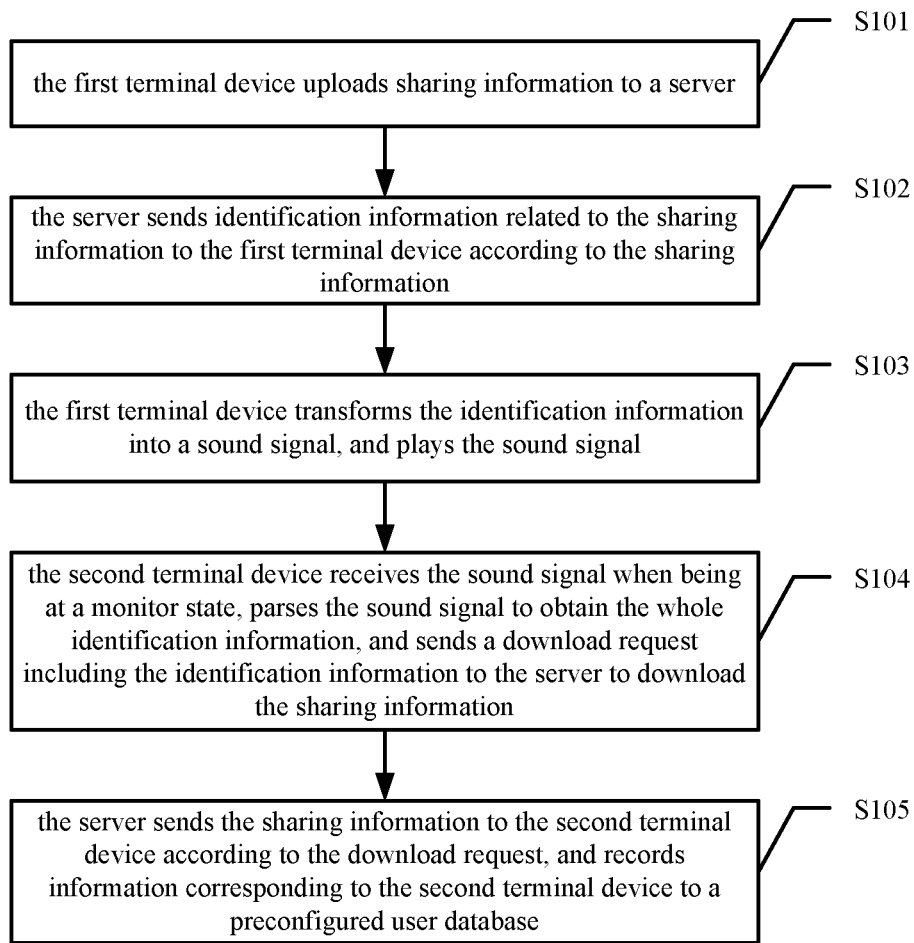 S101
the first terminal device uploads sharing information to a server
S102
the server sends identification information related to the sharing
information to the first terminal device according to the sharing
information
S103
the first terminal device transforms the identification information
into a sound signal, and plays the sound signal
S104
the second terminal device receives the sound signal when being
at a monitor state, parses the sound signal to obtain the whole
identification information, and sends a download request
including the identification information to the server to download
the sharing information
S105
the server sends the sharing information to the second terminal
device according to the download request, and records
information corresponding to the second terminal device to a
preconfigured user database